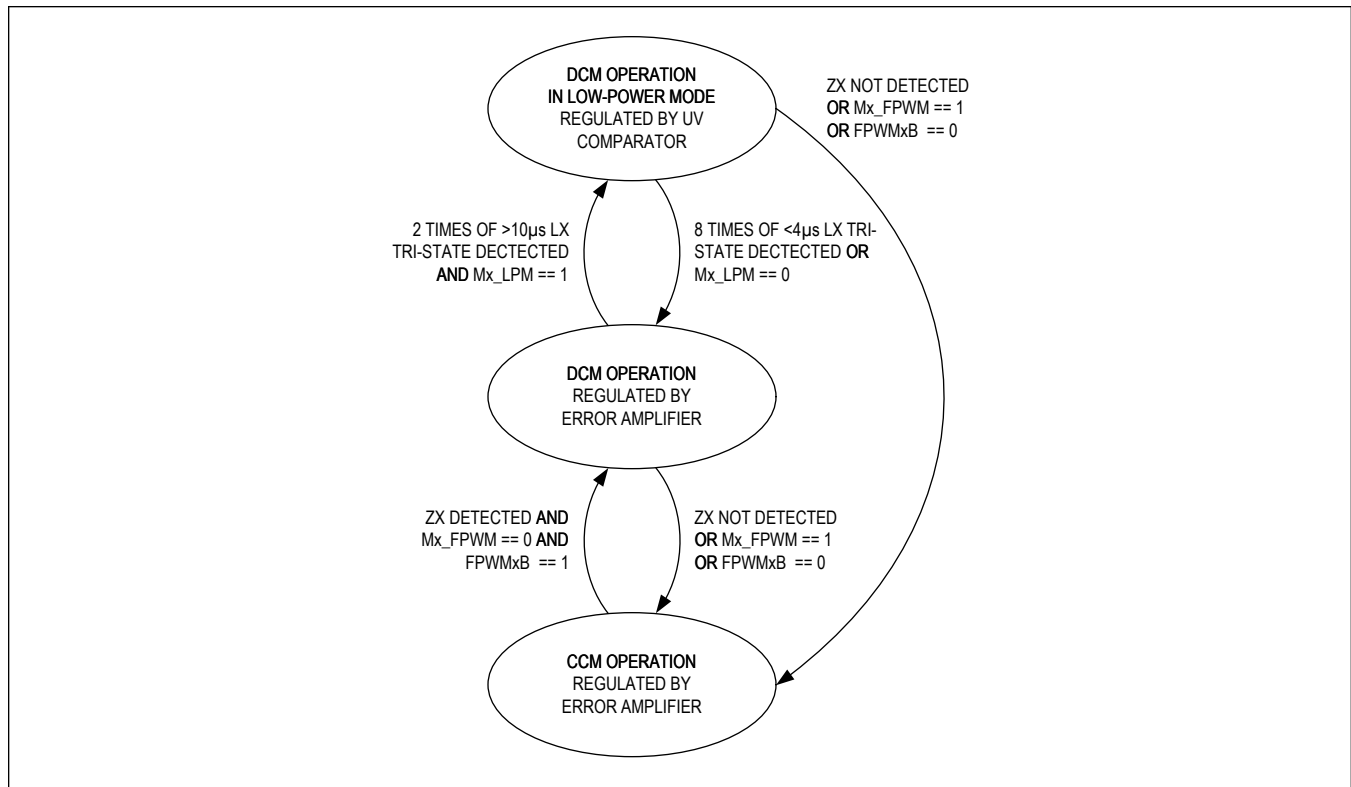 DCM OPERATION
IN LOW-POWER MODE
REGULATED BY UV
COMPARATOR
ZX NOT DETECTED
OR Mx_FPWM == 1
OR FPWMxB == 0
2 TIMES OF >10µs LX
TRI-STATE DECTECTED
AND Mx_LPM == 1
8 TIMES OF <4µs LX TRI-
STATE DECTECTED OR
Mx_LPM == 0
DCM OPERATION
REGULATED BY
ERROR AMPLIFIER
ZX DETECTED AND
Mx_FPWM == 0 AND
FPWMxB == 1
ZX NOT DETECTED
OR Mx_FPWM == 1
OR FPWMxB == 0
CCM OPERATION
REGULATED BY
ERROR AMPLIFIER